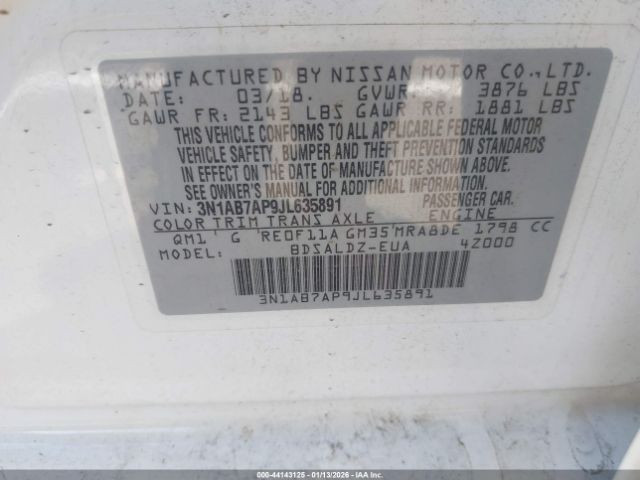 MANUFACTURED BY NISSAN MOTOR CO., LTD.
DATE: 03/18. GVWR 3876 LBS
GAWR FR: 2143 LBS GAWR RR: 1881 LBS
THIS VEHICLE CONFORMS TO ALL APPLICABLE FEDERAL MOTOR
VEHICLE SAFETY, BUMPER AND THEFT PREVENTION STANDARDS
IN EFFECT ON THE DATE OF MANUFACTURE SHOWN ABOVE.
SEE OWNER'S MANUAL FOR ADDITIONAL INFORMATION.
VIN: 3N1AB7AP9JL635891 PASSENGER CAR.
COLOR TRIM TRANS AXLE ENGINE
QM1 G RE0F11A GM35 MRA8DE 1798 CC
MODEL: BDSALDZ-EUA 4Z000
3N1AB7AP9JL635891
000-44143125 | 01/13/2026 | IAA Inc.